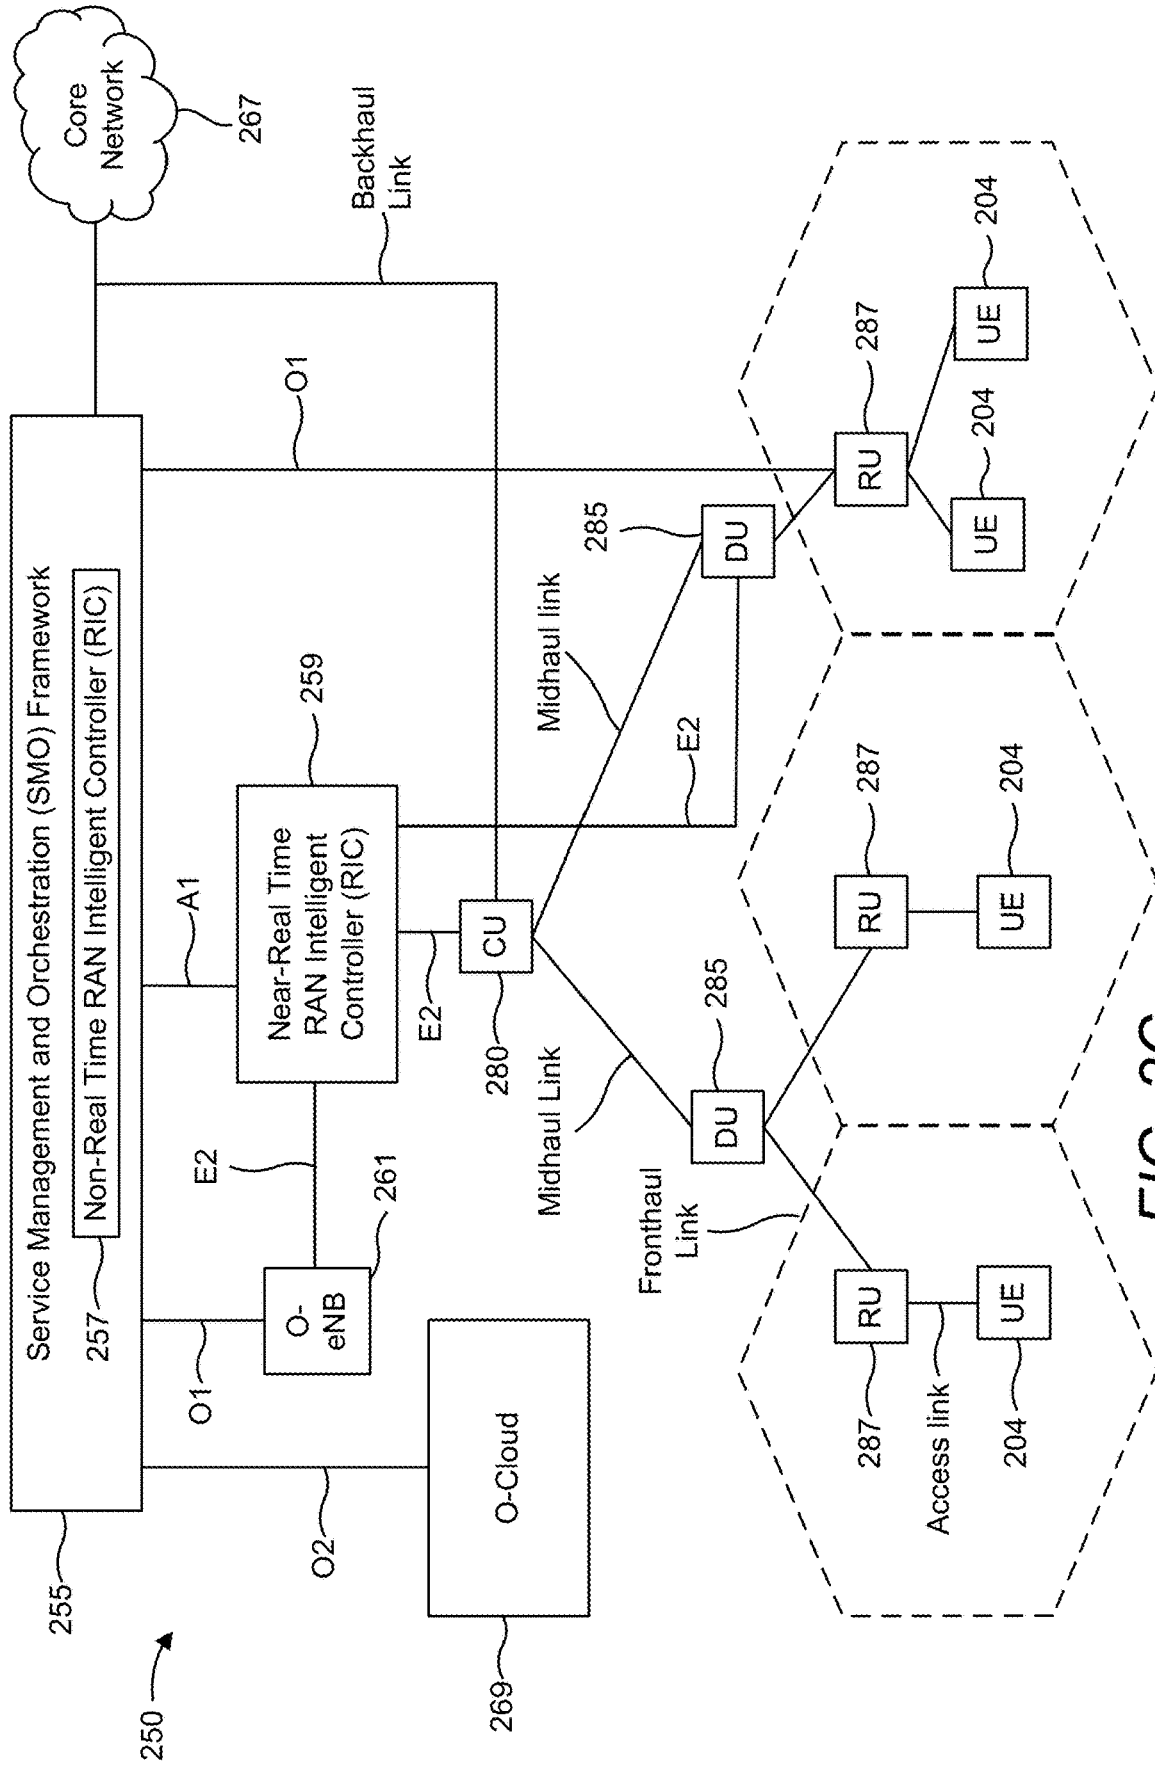 250
255
Service Management and Orchestration (SMO) Framework
257
Non-Real Time RAN Intelligent Controller (RIC)
Core
Network
267
O2
O1
A1
O1
Backhaul
Link
O-
eNB
261
E2
Near-Real Time
RAN Intelligent
Controller (RIC)
259
O-Cloud
269
E2
CU
280
Midhaul Link
Midhaul link
E2
DU
285
DU
285
Fronthaul
Link
RU
287
Access link
UE
204
RU
287
UE
204
RU
287
UE
204
UE
204